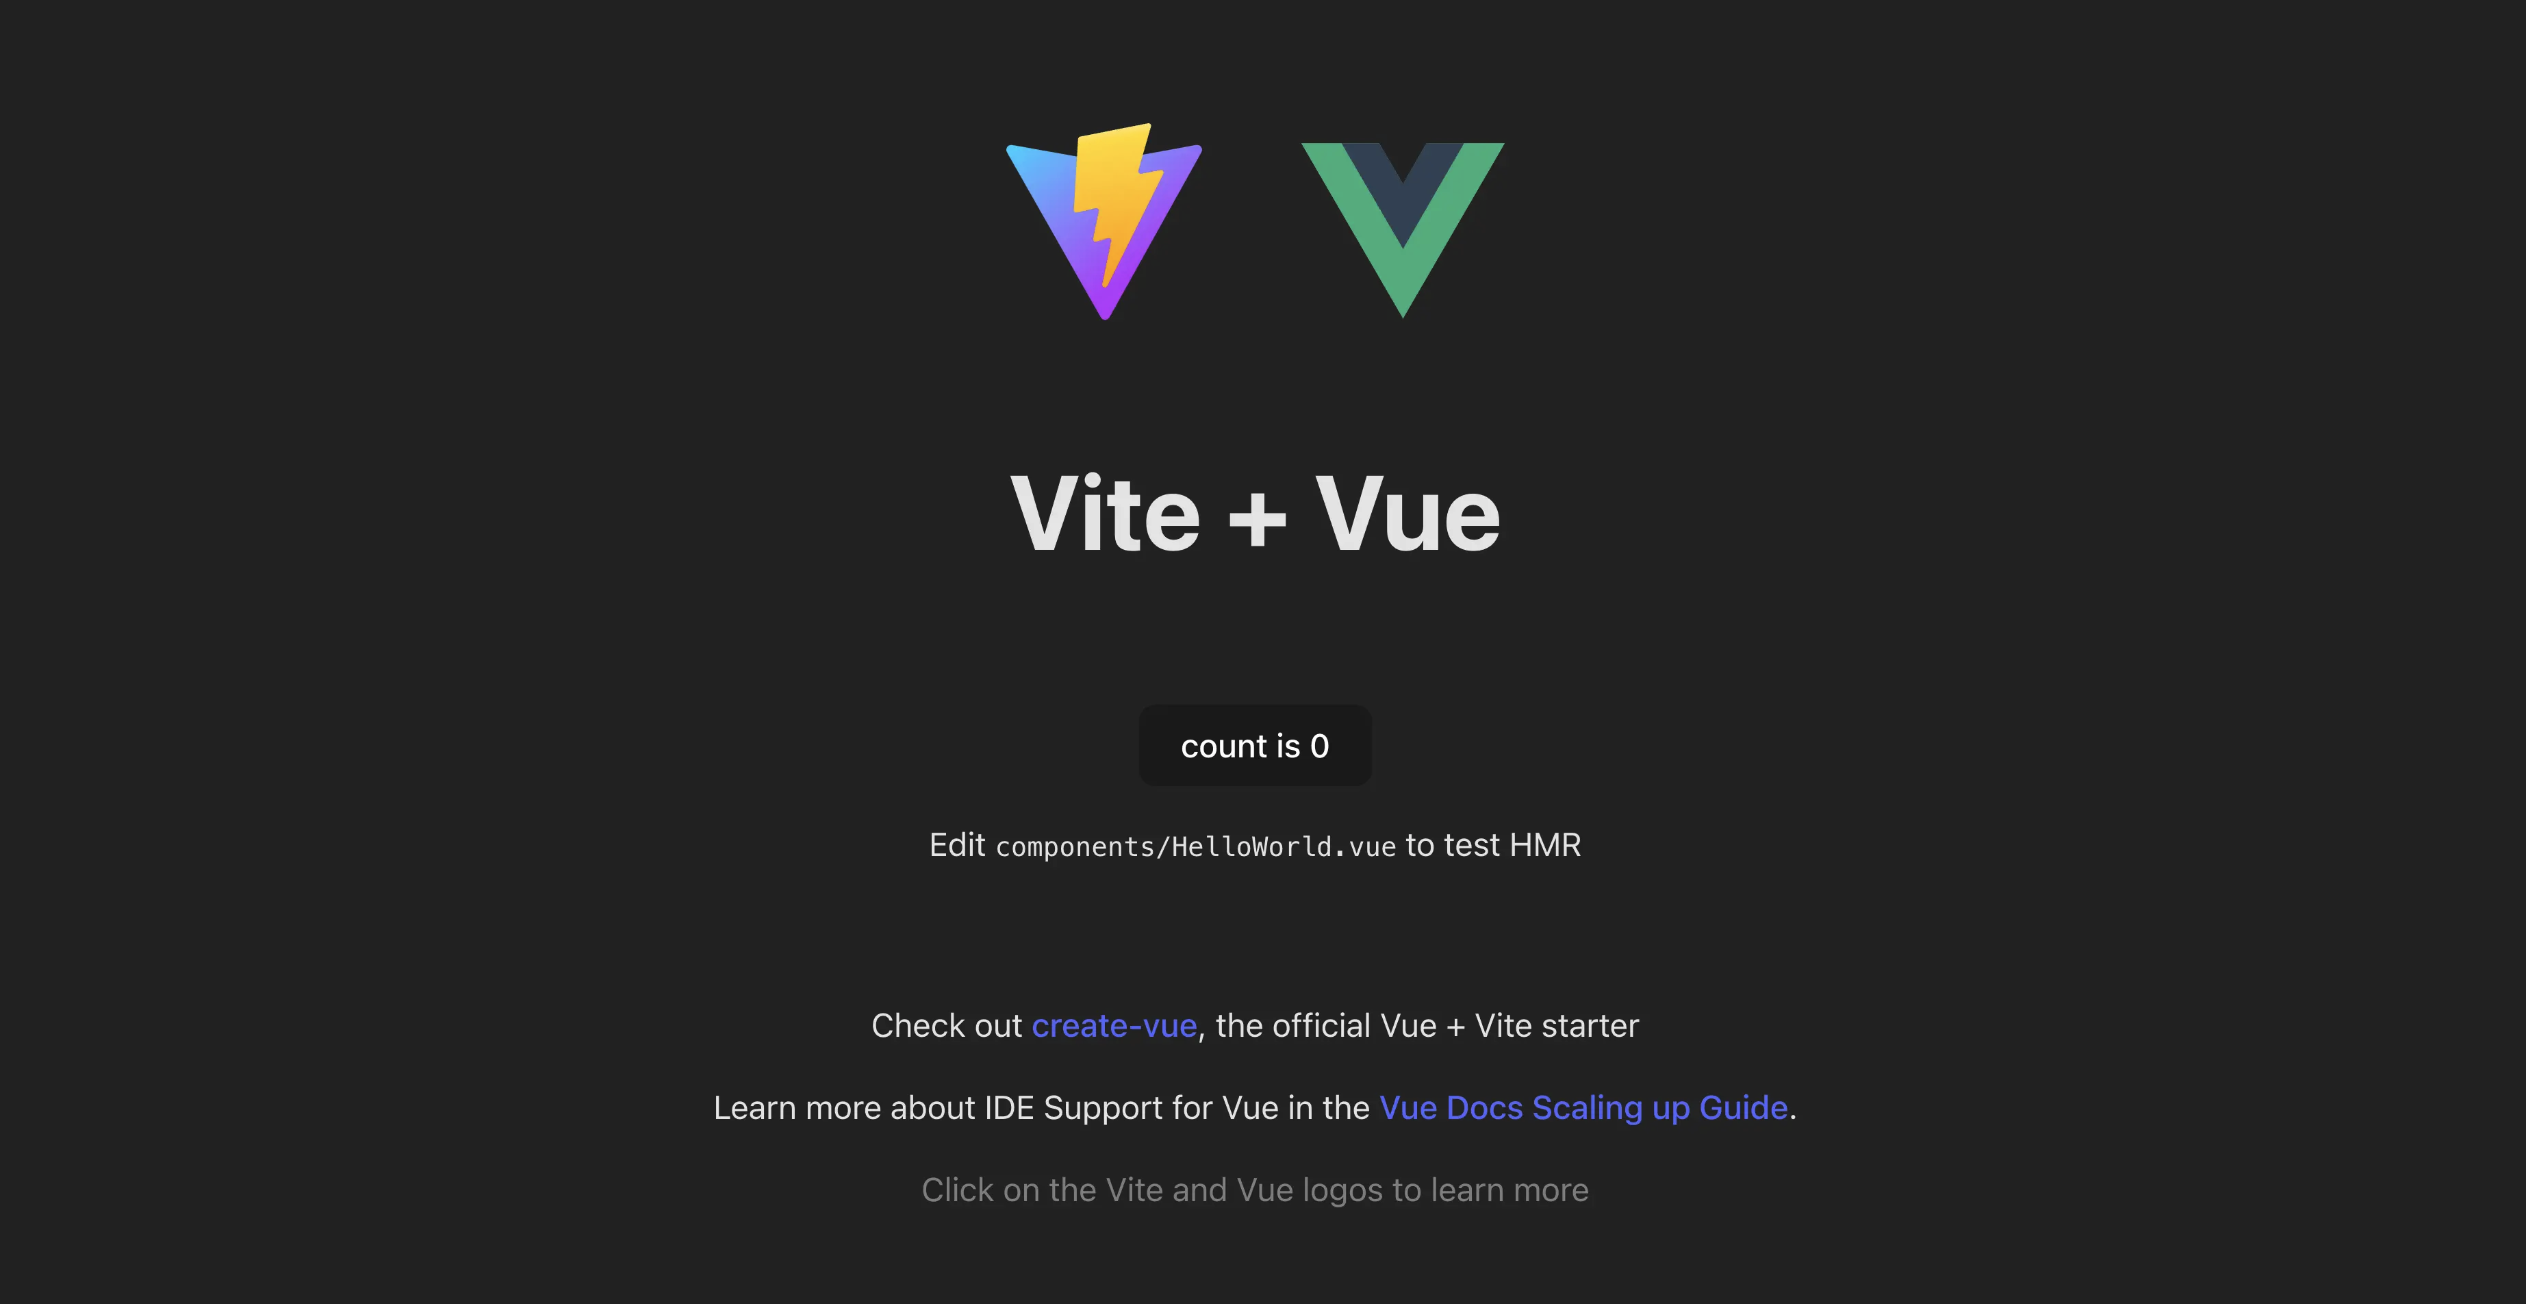 Vite + Vue
count is 0
Edit components/HelloWorld.vue to test HMR
Check out create-vue, the official Vue + Vite starter
Learn more about IDE Support for Vue in the Vue Docs Scaling up Guide.
Click on the Vite and Vue logos to learn more